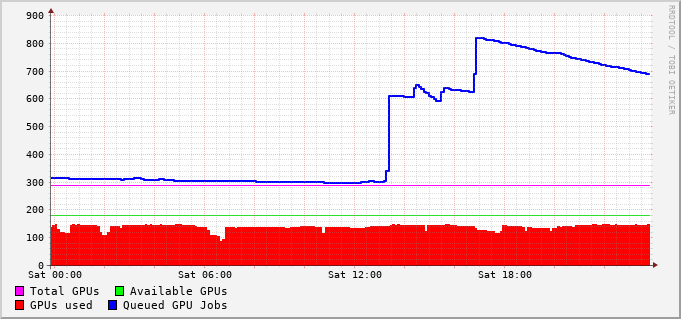 900
800
700
600
500
400
300
200
100
0
Sat 00:00 Sat 06:00 Sat 12:00 Sat 18:00
Total GPUs Available GPUs
GPUs used Queued GPU Jobs
RRDTOOL / TOBI OETIKER